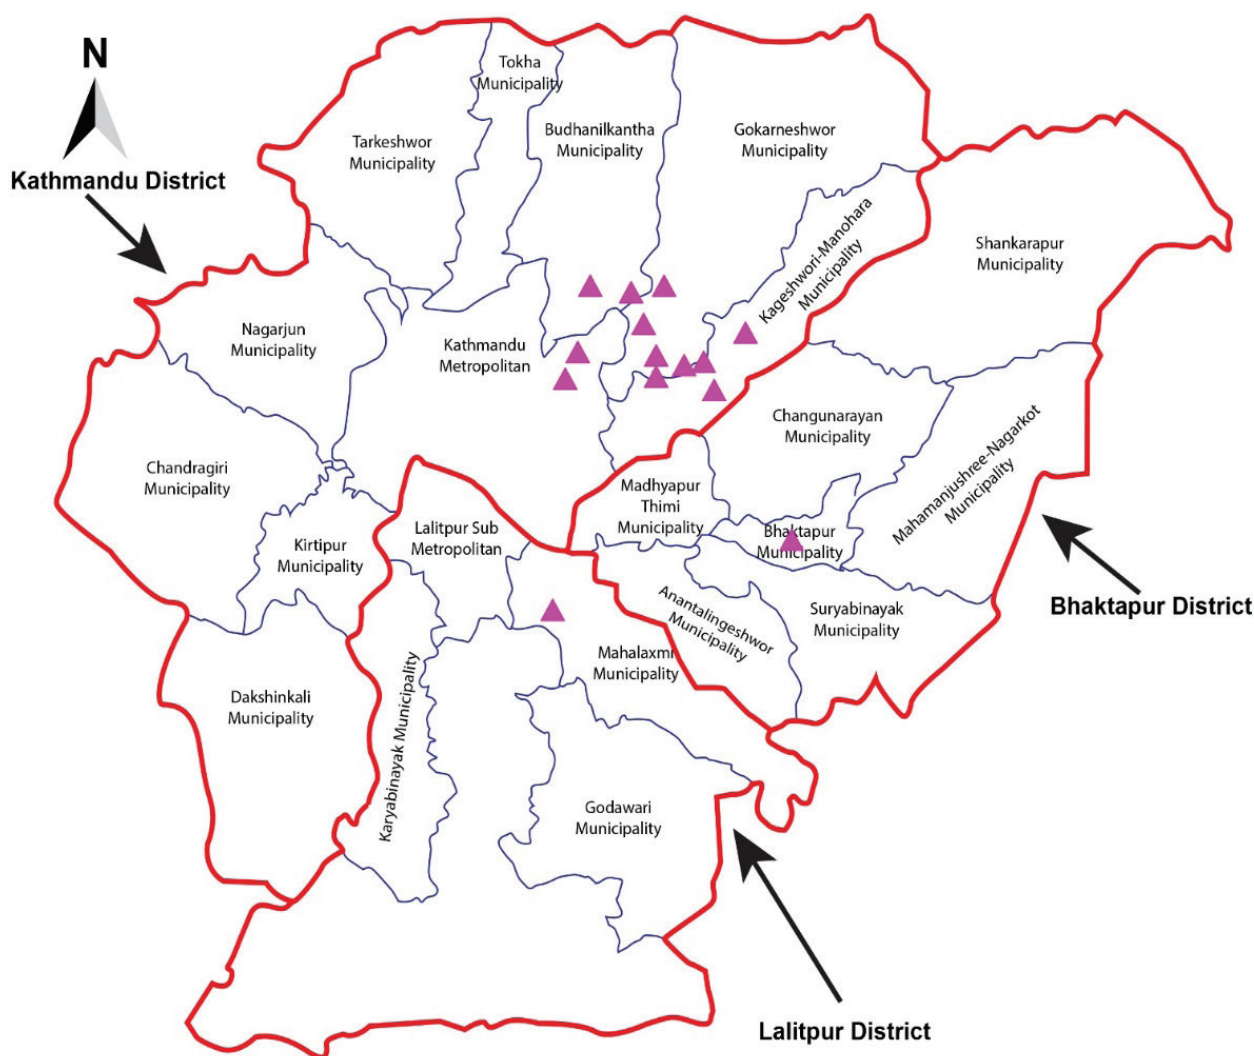 N
Kathmandu District
Tokha
Municipality
Tarkeshwor
Municipality
Budhanilkantha
Municipality
Gokarneshwor
Municipality
Kageshwori-Manohara
Municipality
Shankarapur
Municipality
Nagarjun
Municipality
Kathmandu
Metropolitan
Changunarayan
Municipality
Mahamanjushree-Nagarkot
Municipality
Chandragiri
Municipality
Madhyapur
Thimi
Municipality
Lalitpur Sub
Metropolitan
Kirtipur
Municipality
Bhaktapur
Municipality
Bhaktapur District
Anantalingeshwor
Municipality
Suryabinayak
Municipality
Mahalaxmi
Municipality
Dakshinkali
Municipality
Karyabinayak Municipality
Godawari
Municipality
Lalitpur District